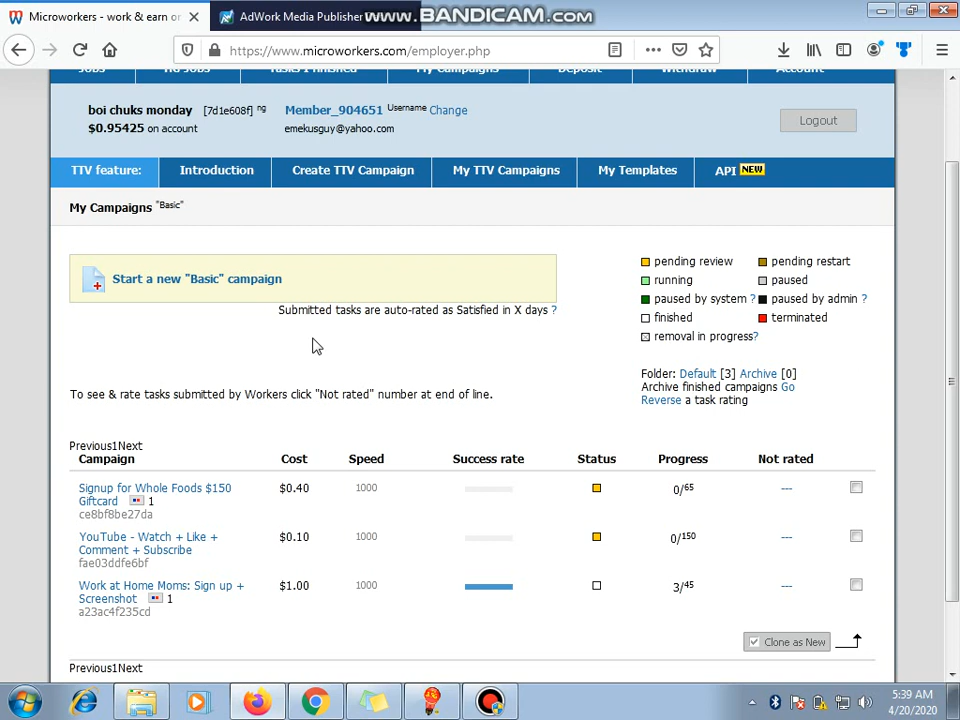 Microworkers - work & earn or
AdWork Media Publisher
WWW.BANDICAM.COM
https://www.microworkers.com/employer.php
My Campaigns
Deposit
Withdraw
Account
boi chuks monday [7d1e608f] ng
Member_904651 Username Change
$0.95425 on account
emekusguy@yahoo.com
Logout
TTV feature:
Introduction
Create TTV Campaign
My TTV Campaigns
My Templates
API NEW
My Campaigns "Basic"
Start a new "Basic" campaign
Submitted tasks are auto-rated as Satisfied in X days ?
pending review
pending restart
running
paused
paused by system ?
paused by admin ?
finished
terminated
removal in progress?
To see & rate tasks submitted by Workers click "Not rated" number at end of line.
Folder: Default [3] Archive [0]
Archive finished campaigns Go
Reverse a task rating
Previous1Next
Campaign Cost Speed Success rate Status Progress Not rated
Signup for Whole Foods $150
Giftcard 1
ce8bf8be27da
$0.40 1000 0/65 ---
YouTube - Watch + Like +
Comment + Subscribe
fae03ddfe6bf
$0.10 1000 0/150 ---
Work at Home Moms: Sign up +
Screenshot 1
a23ac4f235cd
$1.00 1000 3/45 ---
Clone as New
Previous1Next
5:39 AM
4/20/2020